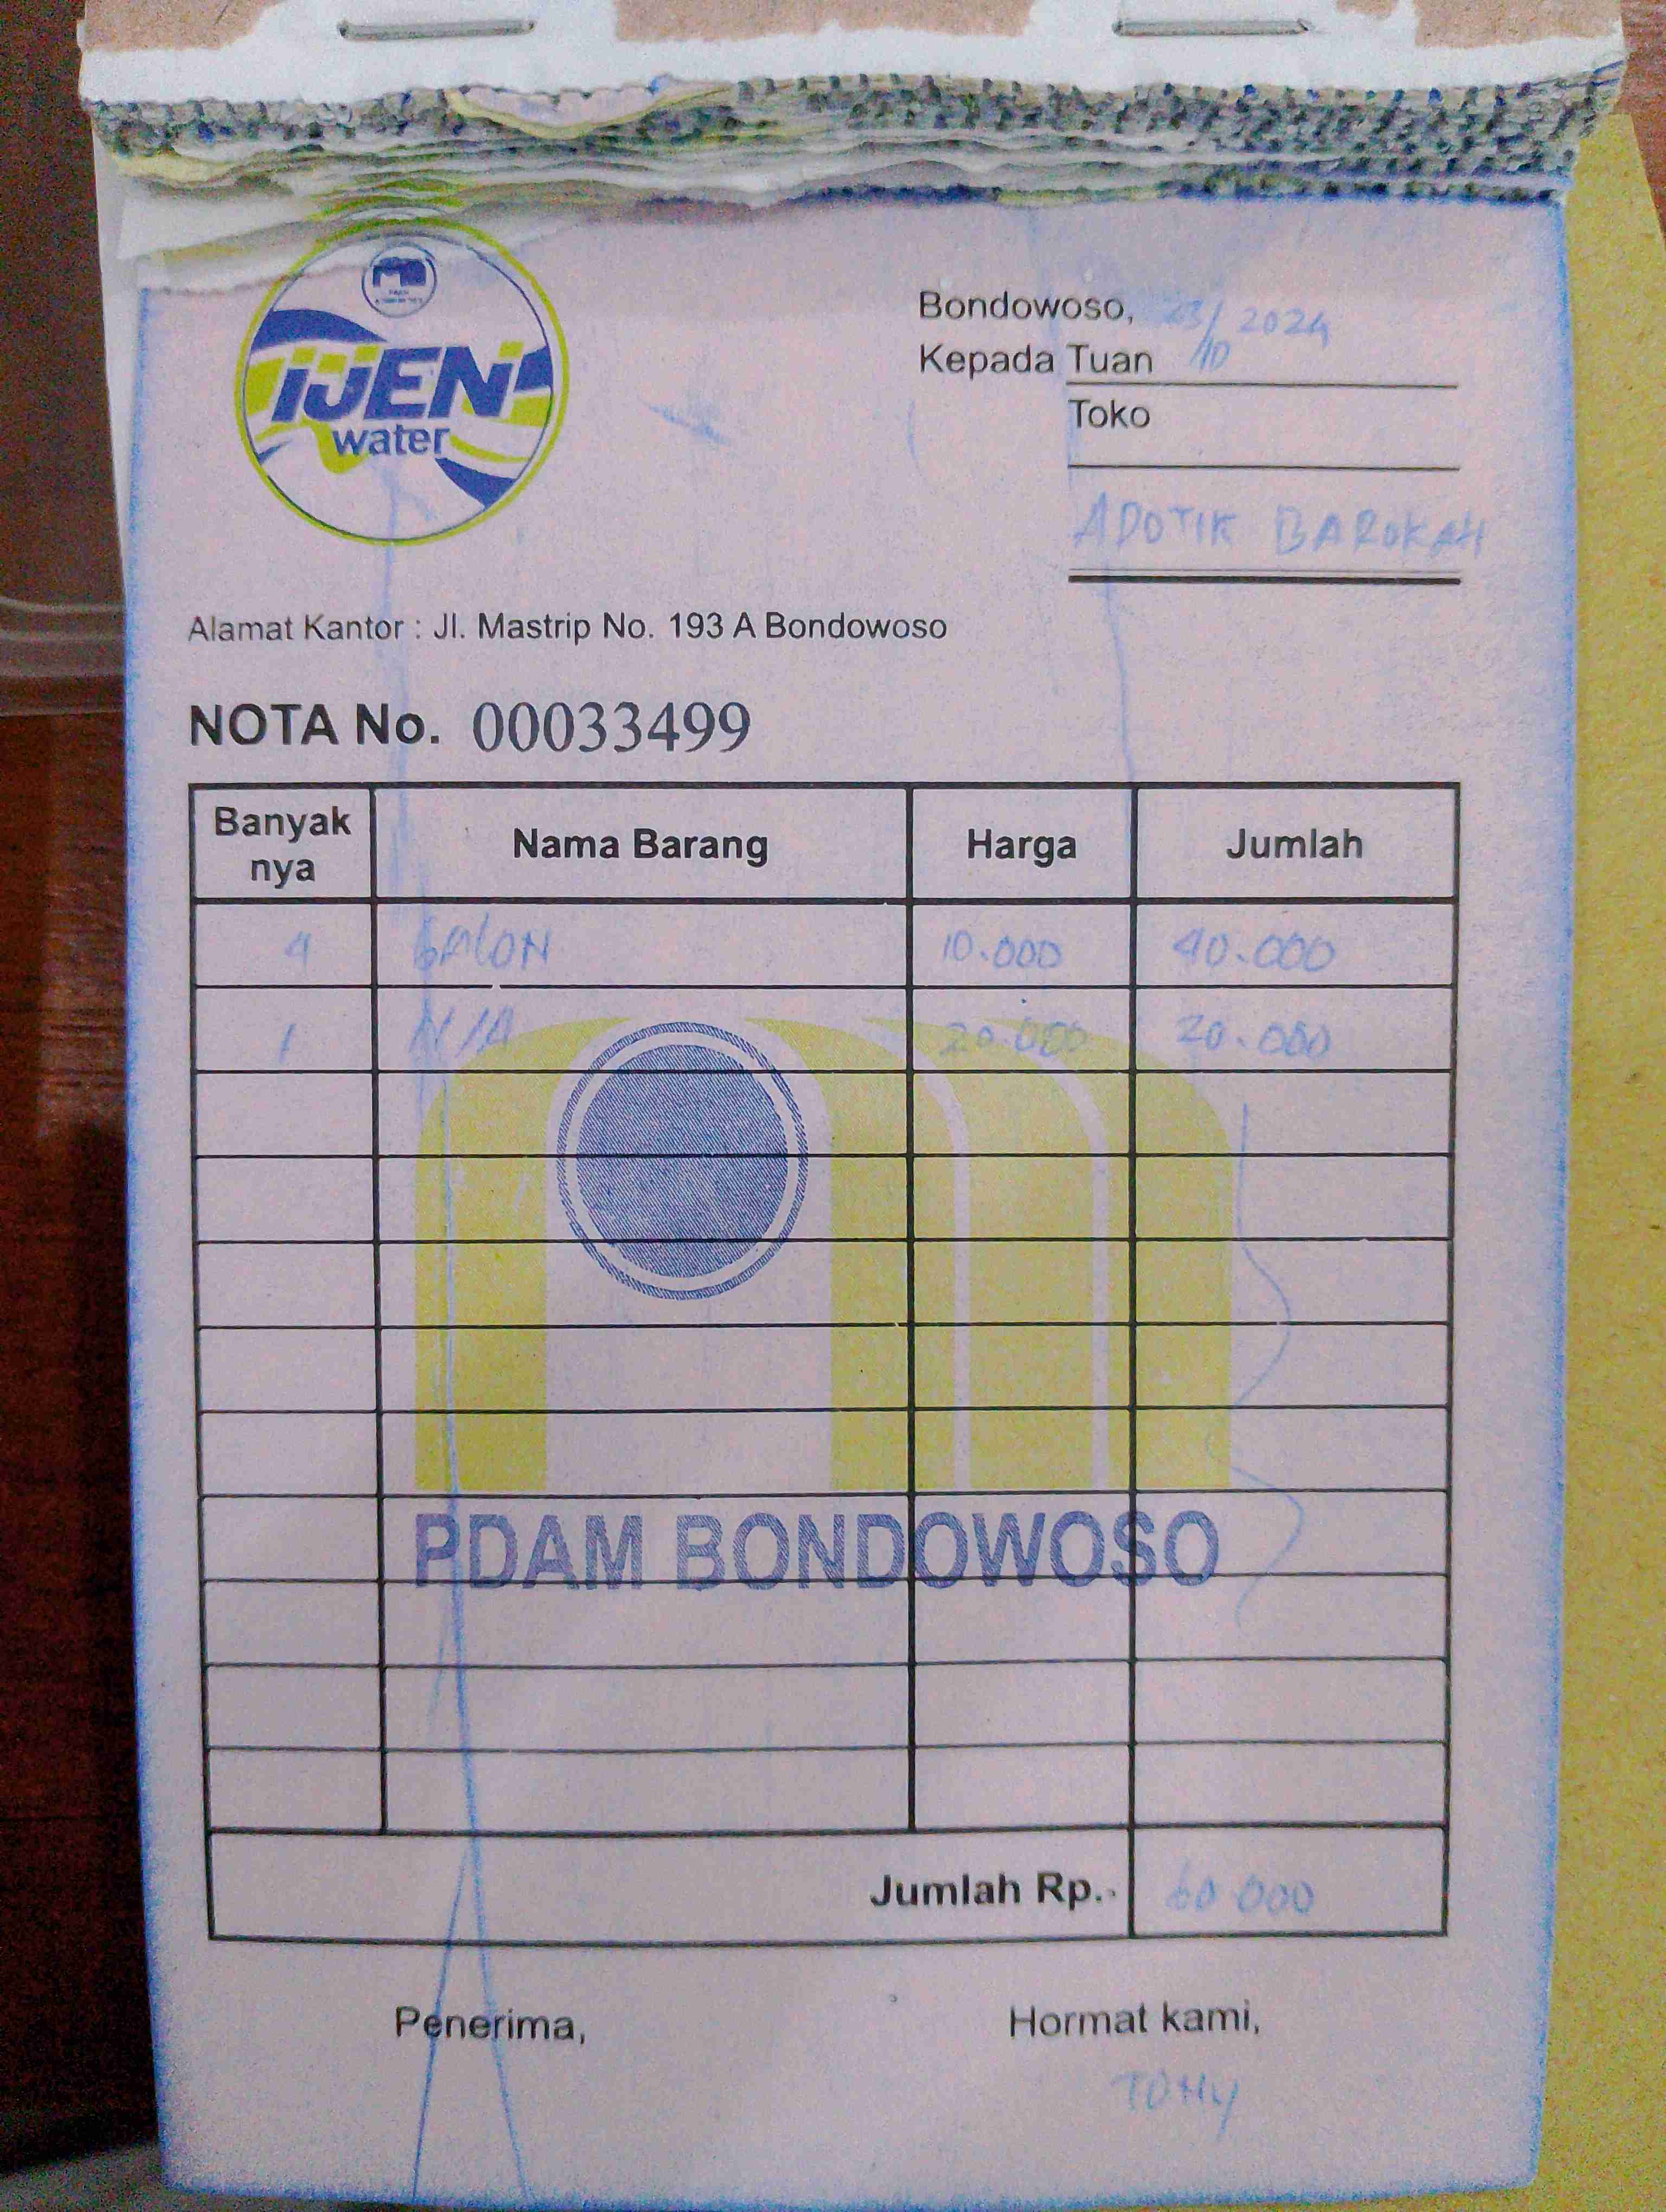 IJEN
water
Bondowoso, 23/10 2024
Kepada Tuan
Toko
APOTIK BAROKAH
Alamat Kantor : Jl. Mastrip No. 193 A Bondowoso
NOTA No. 00033499
Banyak nya Nama Barang Harga Jumlah
4 GALON 10.000 40.000
1 20.000 20.000
PDAM BONDOWOSO
Jumlah Rp.- 60 000
Penerima, Hormat kami,
TOMY